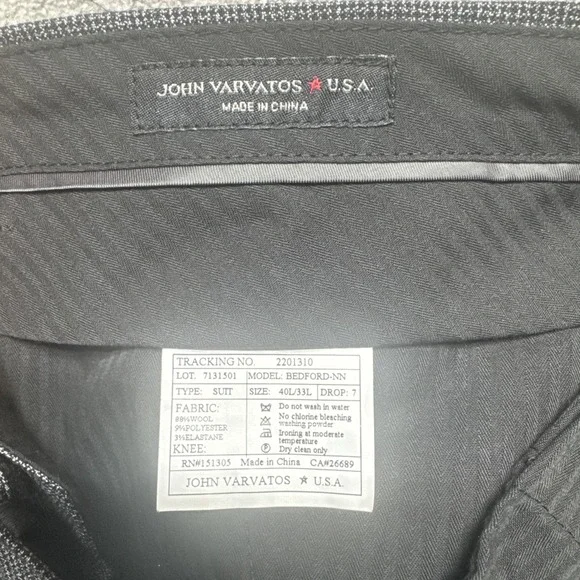 JOHN VARVATOS ★ U.S.A.
MADE IN CHINA
TRACKING NO. 2201310
LOT. 7131501 MODEL: BEDFORD-NN
TYPE: SUIT SIZE: 40L/33L DROP: 7
FABRIC:
88%WOOL
9%POLYESTER
3%ELASTANE
KNEE:
Do not wash in water
No chlorine bleaching
washing powder
Ironing at moderate
temperature
Dry clean only
RN#151305 Made in China CA#26689
JOHN VARVATOS ★ U.S.A.